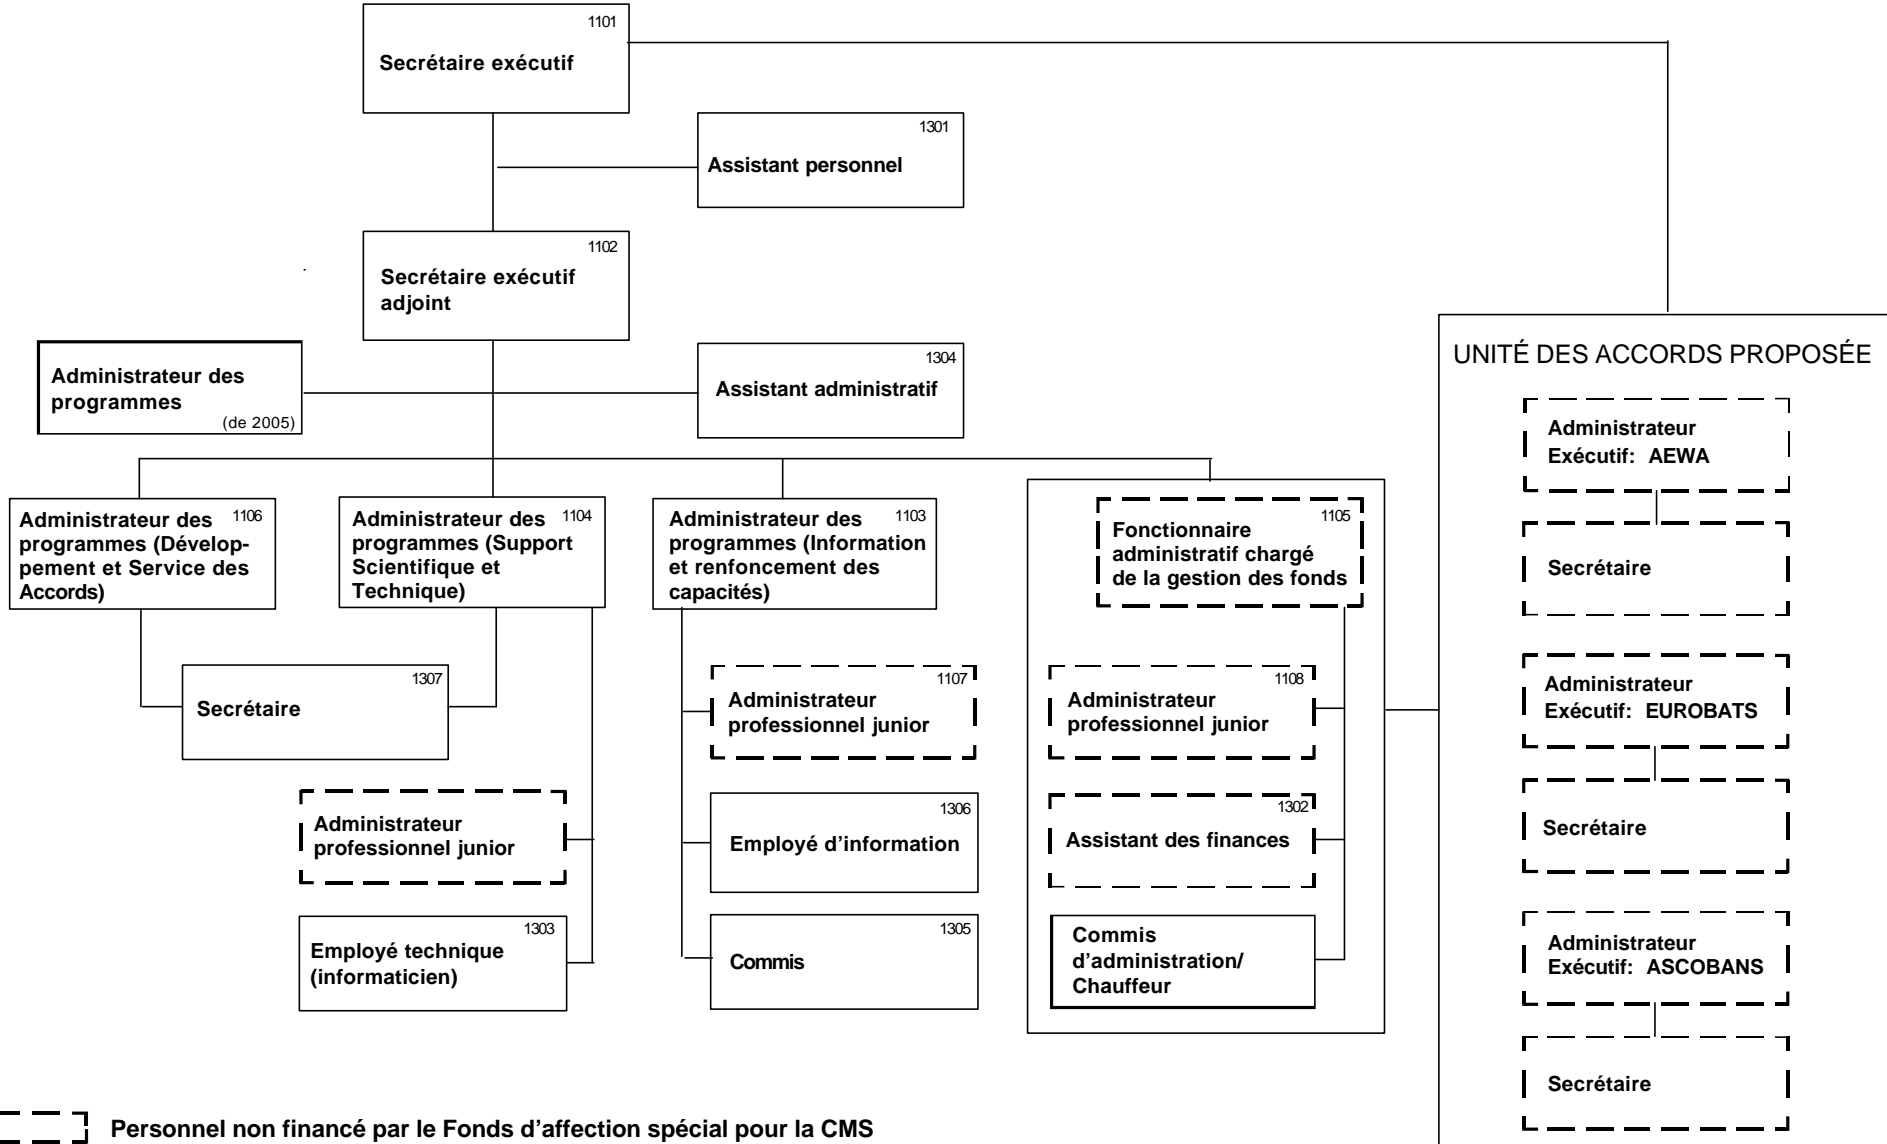 1101
Secrétaire exécutif
1301
Assistant personnel
1102
Secrétaire exécutif
adjoint
Administrateur des
programmes
(de 2005)
1304
Assistant administratif
1106
Administrateur des
programmes (Dévelop-
pement et Service des
Accords)
1104
Administrateur des
programmes (Support
Scientifique et
Technique)
1103
Administrateur des
programmes (Information
et renfoncement des
capacités)
1105
Fonctionnaire
administratif chargé
de la gestion des fonds
1307
Secrétaire
Administrateur
professionnel junior
1303
Employé technique
(informaticien)
1107
Administrateur
professionnel junior
1306
Employé d’information
1305
Commis
1108
Administrateur
professionnel junior
1302
Assistant des finances
Commis
d’administration/
Chauffeur
UNITÉ DES ACCORDS PROPOSÉE
Administrateur
Exécutif: AEWA
Secrétaire
Administrateur
Exécutif: EUROBATS
Secrétaire
Administrateur
Exécutif: ASCOBANS
Secrétaire
Personnel non financé par le Fonds d’affection spécial pour la CMS